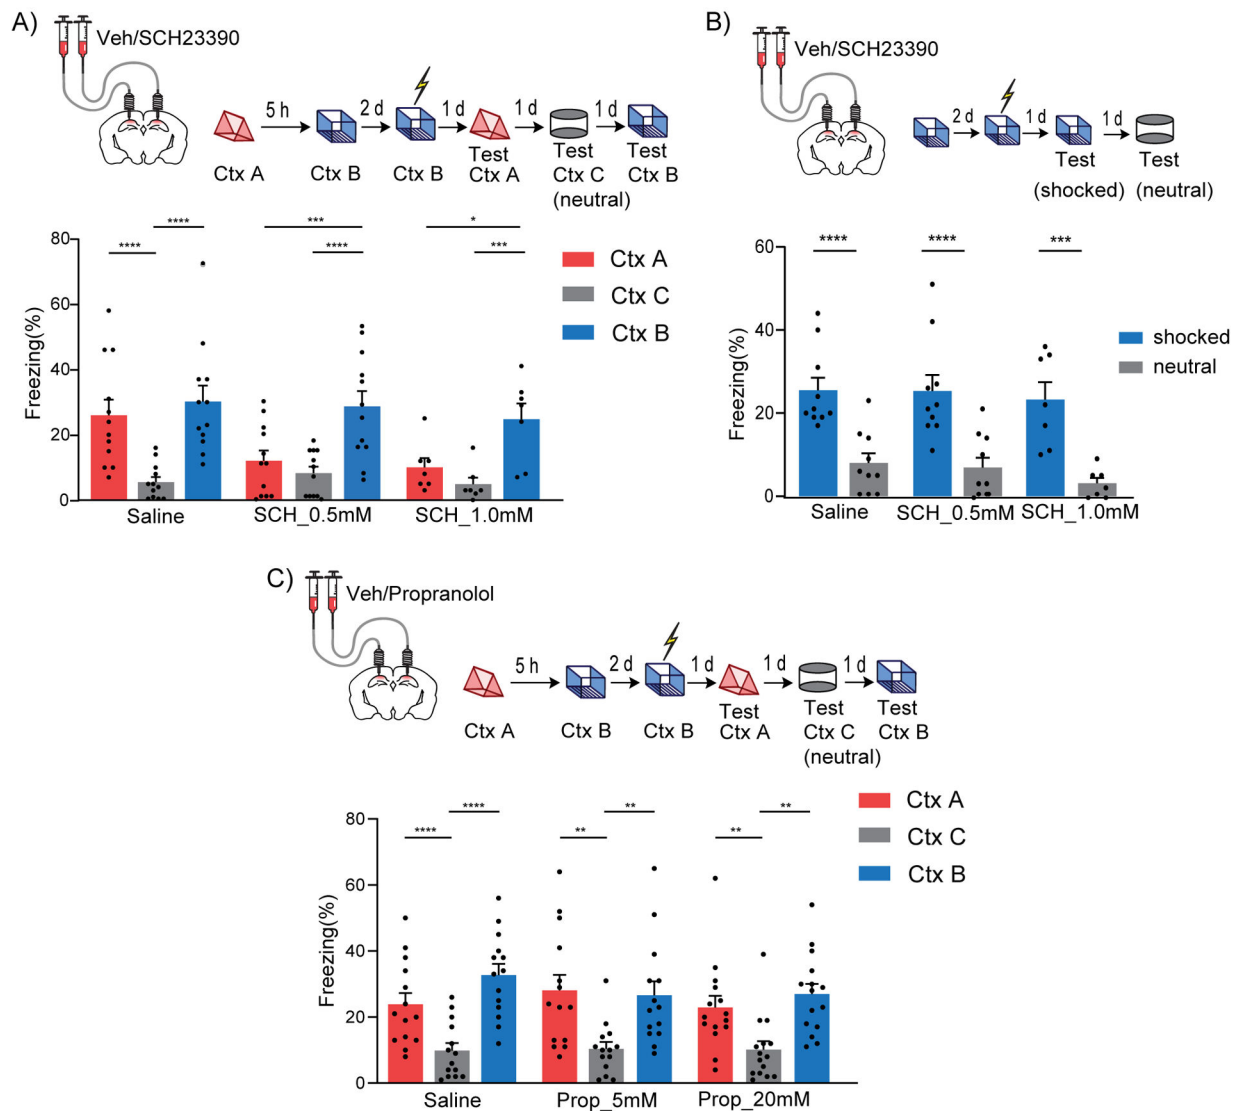 A)
Veh/SCH23390
5 h
2 d
1 d
1 d
1 d
Ctx A
Ctx B
Ctx B
Test
Ctx A
Test
Ctx C
(neutral)
Test
Ctx B
****
****
***
****
*
***
80
60
40
20
0
Freezing(%)
Saline
SCH_0.5mM
SCH_1.0mM
Ctx A
Ctx C
Ctx B
B)
Veh/SCH23390
2 d
1 d
1 d
Test
(shocked)
Test
(neutral)
****
****
***
60
40
20
0
Freezing(%)
Saline
SCH_0.5mM
SCH_1.0mM
shocked
neutral
C)
Veh/Propranolol
5 h
2 d
1 d
1 d
1 d
Ctx A
Ctx B
Ctx B
Test
Ctx A
Test
Ctx C
(neutral)
Test
Ctx B
****
****
**
**
**
**
80
60
40
20
0
Freezing(%)
Saline
Prop_5mM
Prop_20mM
Ctx A
Ctx C
Ctx B